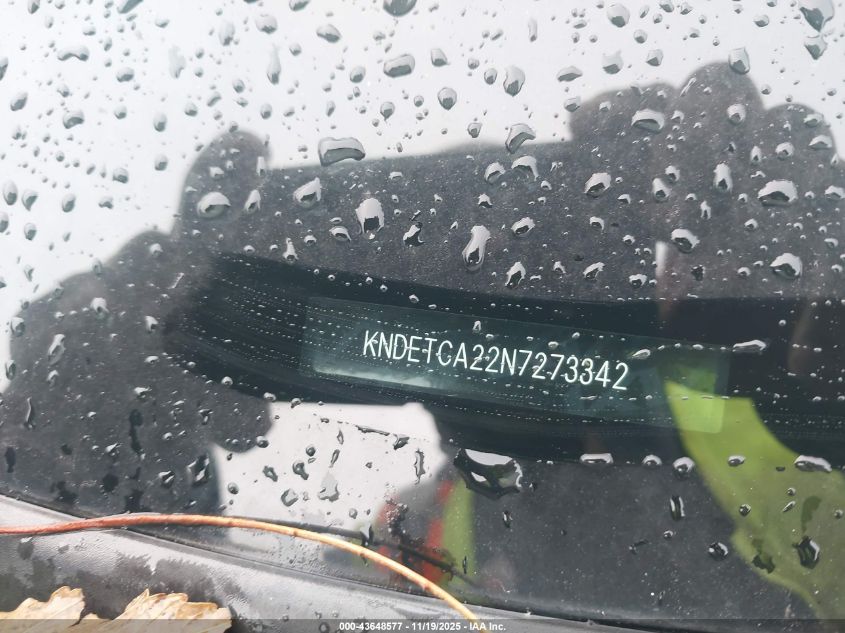 KNDETCA22N7273342
000-43648577 - 11/19/2025 - IAA Inc.